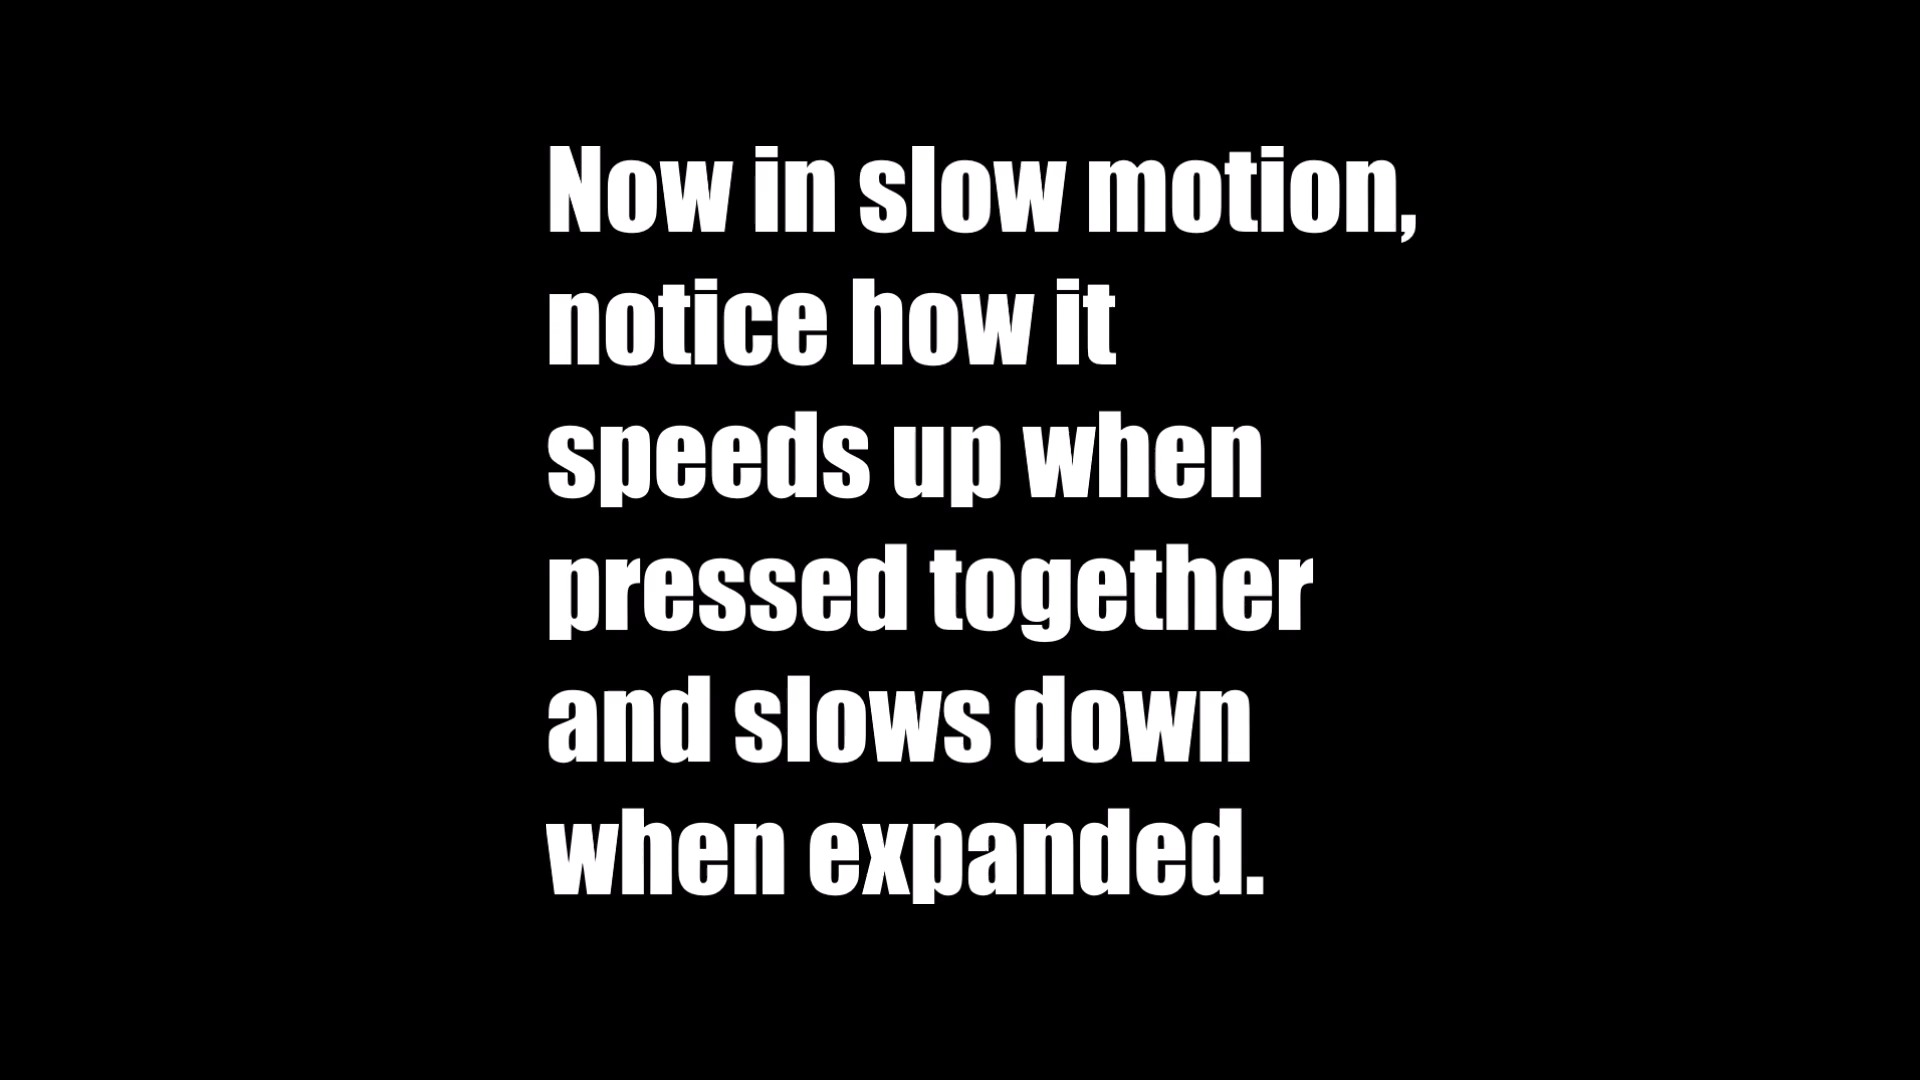 Now in slow motion,
notice how it
speeds up when
pressed together
and slows down
when expanded.